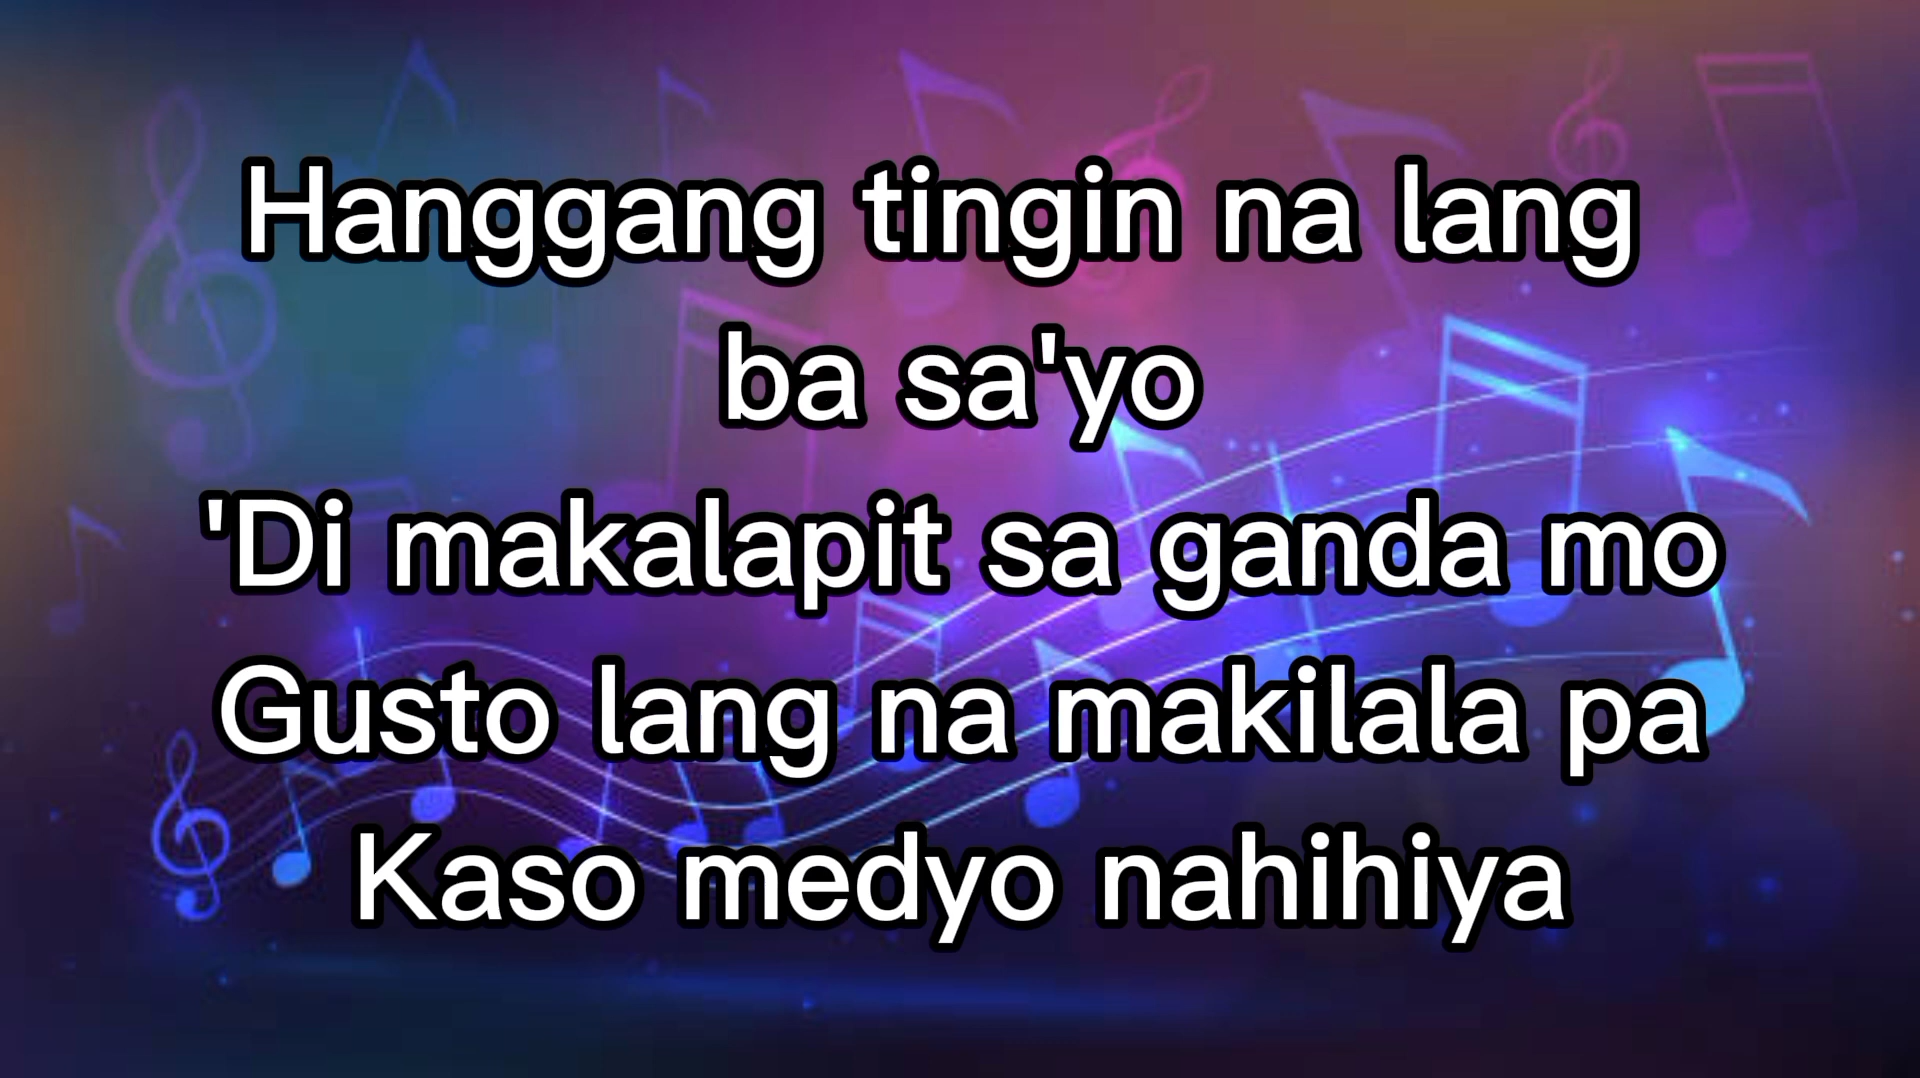 Hanggang tingin na lang
ba sa'yo
'Di makalapit sa ganda mo
Gusto lang na makilala pa
Kaso medyo nahihiya